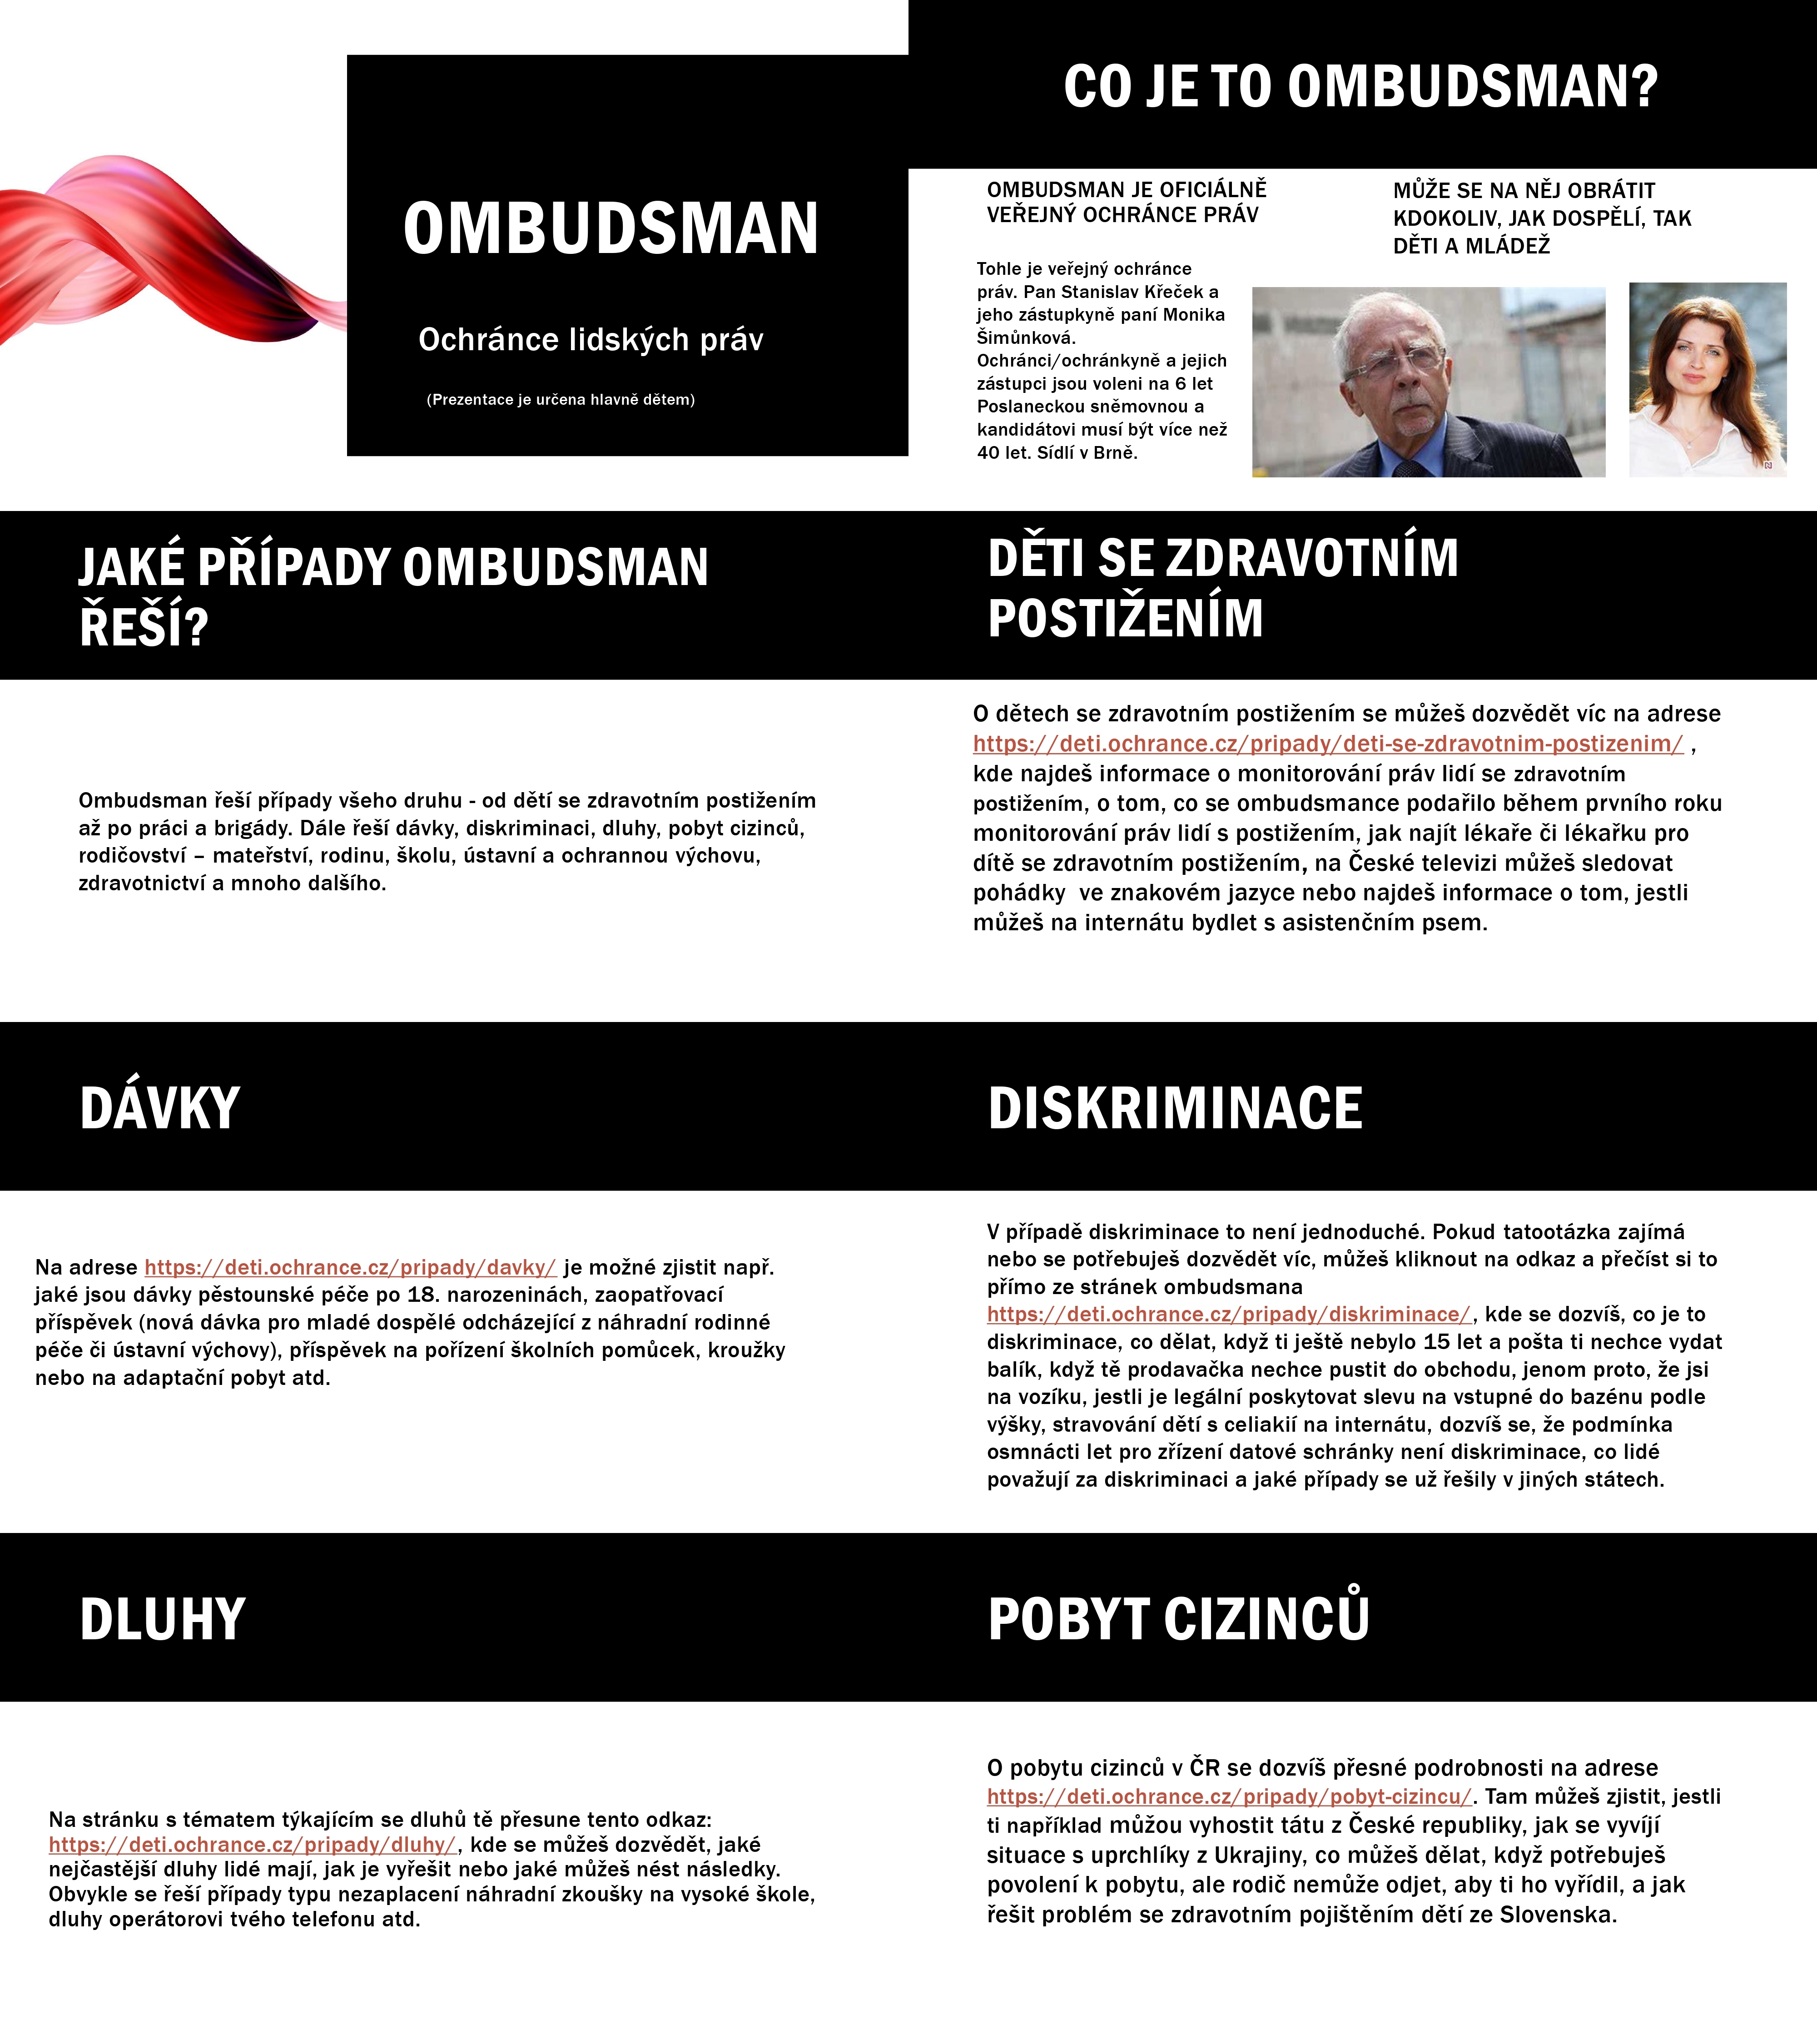 OMBUDSMAN
Ochránce lidských práv
(Prezentace je určena hlavně dětem)
CO JE TO OMBUDSMAN?
OMBUDSMAN JE OFICIÁLNĚ
VEŘEJNÝ OCHRÁNCE PRÁV
MŮŽE SE NA NĚJ OBRÁTIT
KDOKOLIV, JAK DOSPĚLÍ, TAK
DĚTI A MLÁDEŽ
Tohle je veřejný ochránce
práv. Pan Stanislav Křeček a
jeho zástupkyně paní Monika
Šimůnková.
Ochránci/ochránkyně a jejich
zástupci jsou voleni na 6 let
Poslaneckou sněmovnou a
kandidátovi musí být více než
40 let. Sídlí v Brně.
JAKÉ PŘÍPADY OMBUDSMAN
ŘEŠÍ?
Ombudsman řeší případy všeho druhu - od dětí se zdravotním postižením
až po práci a brigády. Dále řeší dávky, diskriminaci, dluhy, pobyt cizinců,
rodičovství – mateřství, rodinu, školu, ústavní a ochrannou výchovu,
zdravotnictví a mnoho dalšího.
DĚTI SE ZDRAVOTNÍM
POSTIŽENÍM
O dětech se zdravotním postižením se můžeš dozvědět víc na adrese
https://deti.ochrance.cz/pripady/deti-se-zdravotnim-postizenim/ ,
kde najdeš informace o monitorování práv lidí se zdravotním
postižením, o tom, co se ombudsmance podařilo během prvního roku
monitorování práv lidí s postižením, jak najít lékaře či lékařku pro
dítě se zdravotním postižením, na České televizi můžeš sledovat
pohádky  ve znakovém jazyce nebo najdeš informace o tom, jestli
můžeš na internátu bydlet s asistenčním psem.
DÁVKY
Na adrese https://deti.ochrance.cz/pripady/davky/ je možné zjistit např.
jaké jsou dávky pěstounské péče po 18. narozeninách, zaopatřovací
příspěvek (nová dávka pro mladé dospělé odcházející z náhradní rodinné
péče či ústavní výchovy), příspěvek na pořízení školních pomůcek, kroužky
nebo na adaptační pobyt atd.
DISKRIMINACE
V případě diskriminace to není jednoduché. Pokud tatootázka zajímá
nebo se potřebuješ dozvědět víc, můžeš kliknout na odkaz a přečíst si to
přímo ze stránek ombudsmana
https://deti.ochrance.cz/pripady/diskriminace/, kde se dozvíš, co je to
diskriminace, co dělat, když ti ještě nebylo 15 let a pošta ti nechce vydat
balík, když tě prodavačka nechce pustit do obchodu, jenom proto, že jsi
na vozíku, jestli je legální poskytovat slevu na vstupné do bazénu podle
výšky, stravování dětí s celiakií na internátu, dozvíš se, že podmínka
osmnácti let pro zřízení datové schránky není diskriminace, co lidé
považují za diskriminaci a jaké případy se už řešily v jiných státech.
DLUHY
Na stránku s tématem týkajícím se dluhů tě přesune tento odkaz:
https://deti.ochrance.cz/pripady/dluhy/, kde se můžeš dozvědět, jaké
nejčastější dluhy lidé mají, jak je vyřešit nebo jaké můžeš nést následky.
Obvykle se řeší případy typu nezaplacení náhradní zkoušky na vysoké škole,
dluhy operátorovi tvého telefonu atd.
POBYT CIZINCŮ
O pobytu cizinců v ČR se dozvíš přesné podrobnosti na adrese
https://deti.ochrance.cz/pripady/pobyt-cizincu/. Tam můžeš zjistit, jestli
ti například můžou vyhostit tátu z České republiky, jak se vyvíjí
situace s uprchlíky z Ukrajiny, co můžeš dělat, když potřebuješ
povolení k pobytu, ale rodič nemůže odjet, aby ti ho vyřídil, a jak
řešit problém se zdravotním pojištěním dětí ze Slovenska.